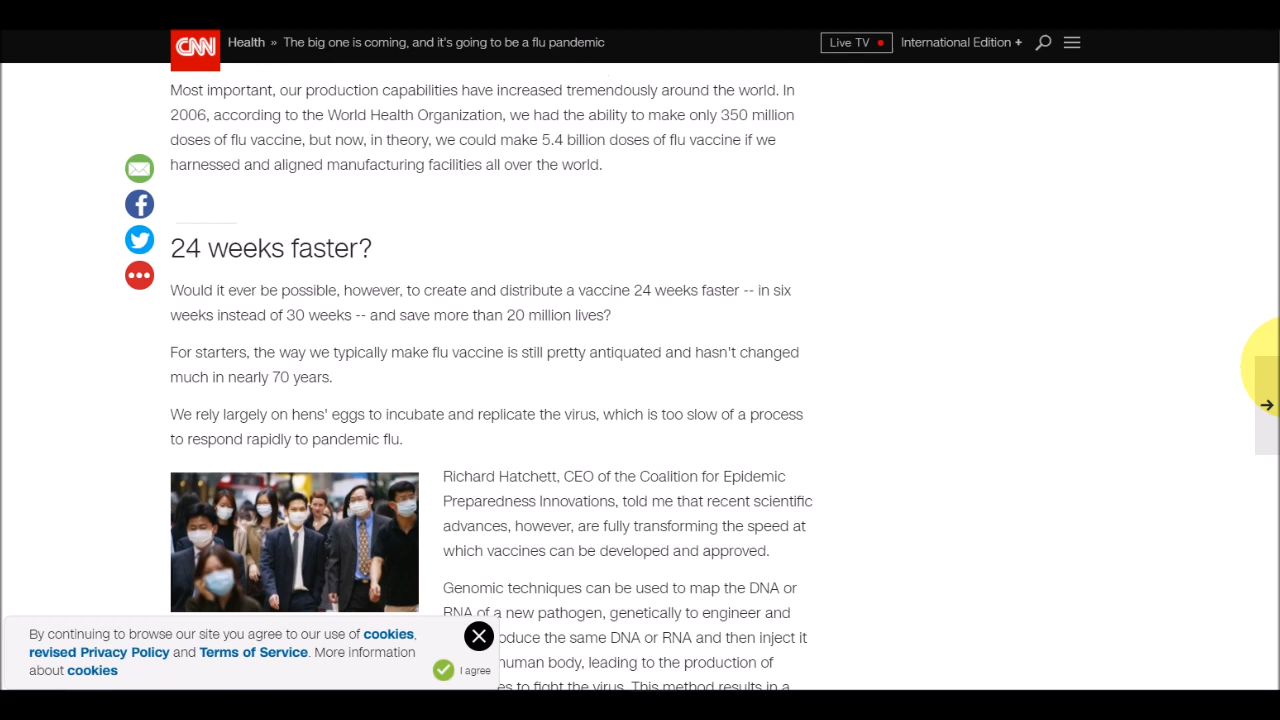 CNN Health » The big one is coming, and it's going to be a flu pandemic Live TV International Edition +
Most important, our production capabilities have increased tremendously around the world. In
2006, according to the World Health Organization, we had the ability to make only 350 million
doses of flu vaccine, but now, in theory, we could make 5.4 billion doses of flu vaccine if we
harnessed and aligned manufacturing facilities all over the world.
24 weeks faster?
Would it ever be possible, however, to create and distribute a vaccine 24 weeks faster -- in six
weeks instead of 30 weeks -- and save more than 20 million lives?
For starters, the way we typically make flu vaccine is still pretty antiquated and hasn't changed
much in nearly 70 years.
We rely largely on hens' eggs to incubate and replicate the virus, which is too slow of a process
to respond rapidly to pandemic flu.
Richard Hatchett, CEO of the Coalition for Epidemic
Preparedness Innovations, told me that recent scientific
advances, however, are fully transforming the speed at
which vaccines can be developed and approved.
Genomic techniques can be used to map the DNA or
RNA of a new pathogen, genetically to engineer and
oduce the same DNA or RNA and then inject it
human body, leading to the production of
es to fight the virus. This method results in a
By continuing to browse our site you agree to our use of cookies,
revised Privacy Policy and Terms of Service. More information
about cookies
I agree